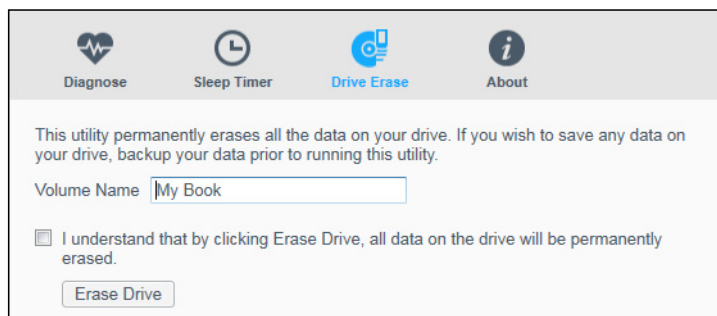 Diagnose Sleep Timer Drive Erase About
This utility permanently erases all the data on your drive. If you wish to save any data on
your drive, backup your data prior to running this utility.
Volume Name My Book
I understand that by clicking Erase Drive, all data on the drive will be permanently
erased.
Erase Drive